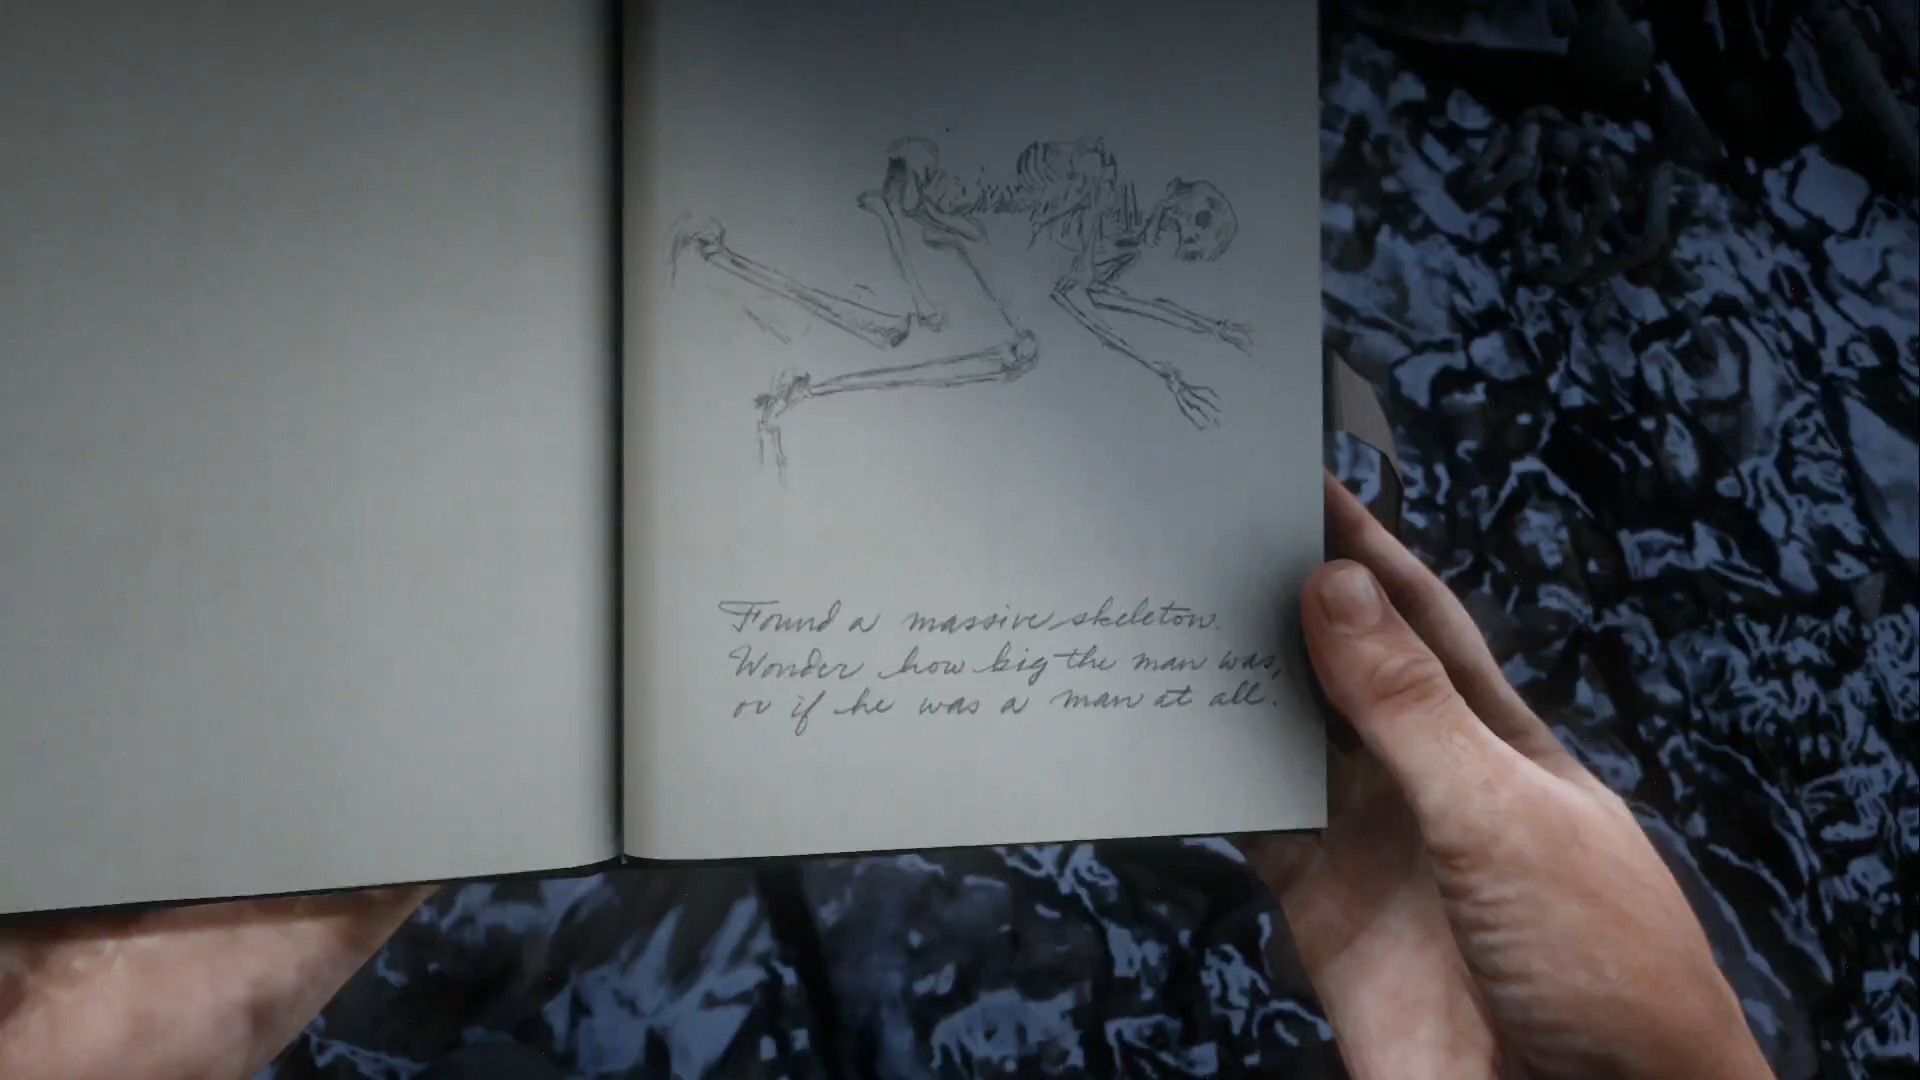 Found a massive skeleton.
Wonder how big the man was,
or if he was a man at all.